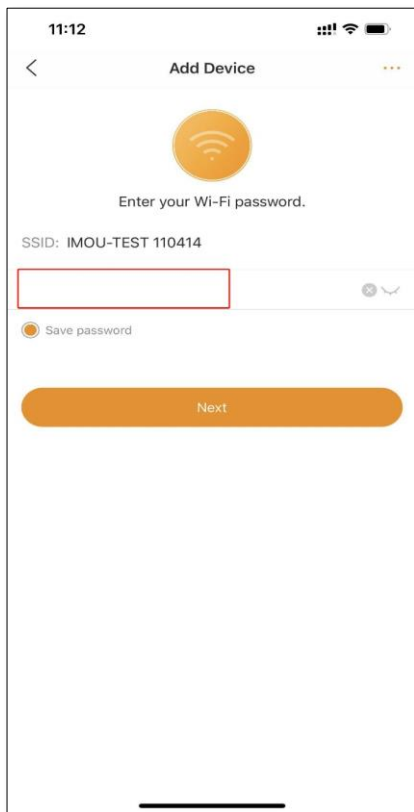 11:12
Add Device
Enter your Wi-Fi password.
SSID: IMOU-TEST 110414
Save password
Next